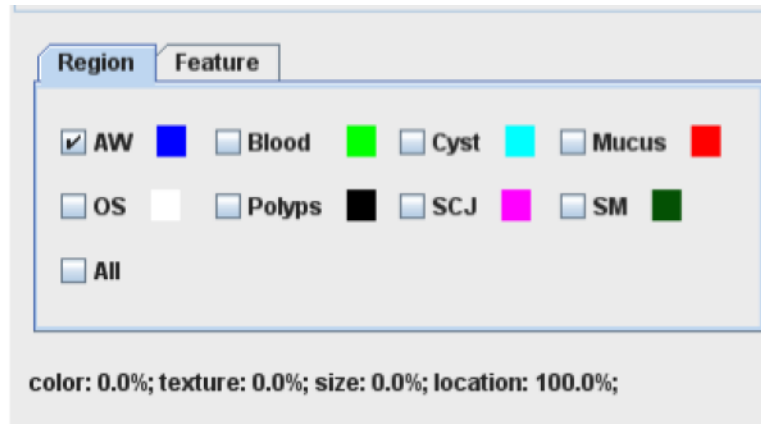 Region Feature
AW Blood Cyst Mucus
OS Polyps SCJ SM
All
color: 0.0%; texture: 0.0%; size: 0.0%; location: 100.0%;